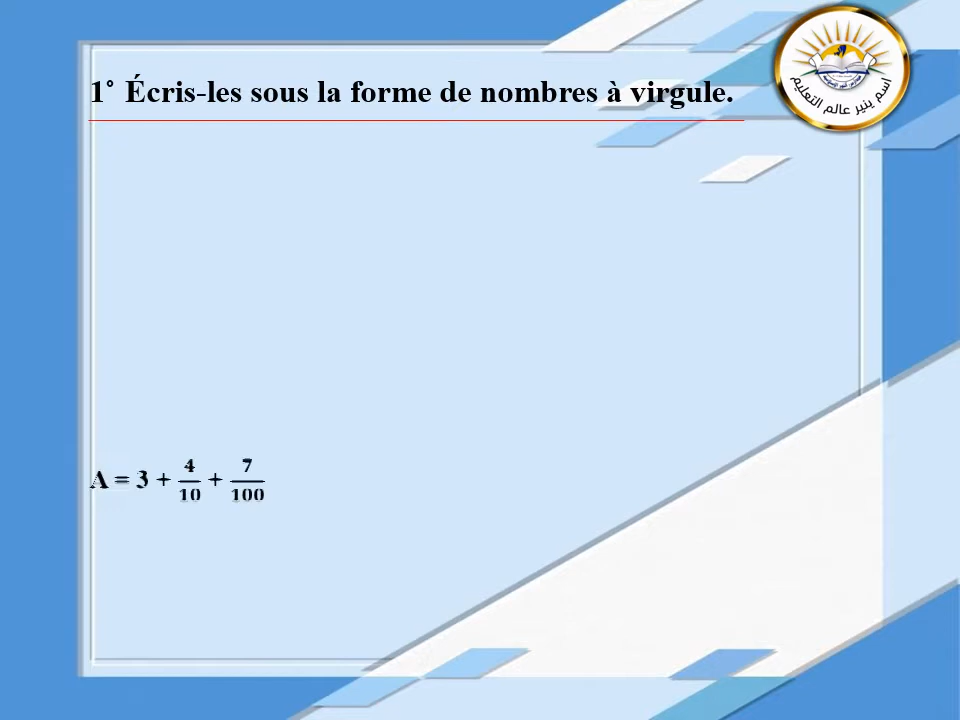 1° Écris-les sous la forme de nombres à virgule.
اسم ينير عالم التعليم
A = 3 + 4/10 + 7/100